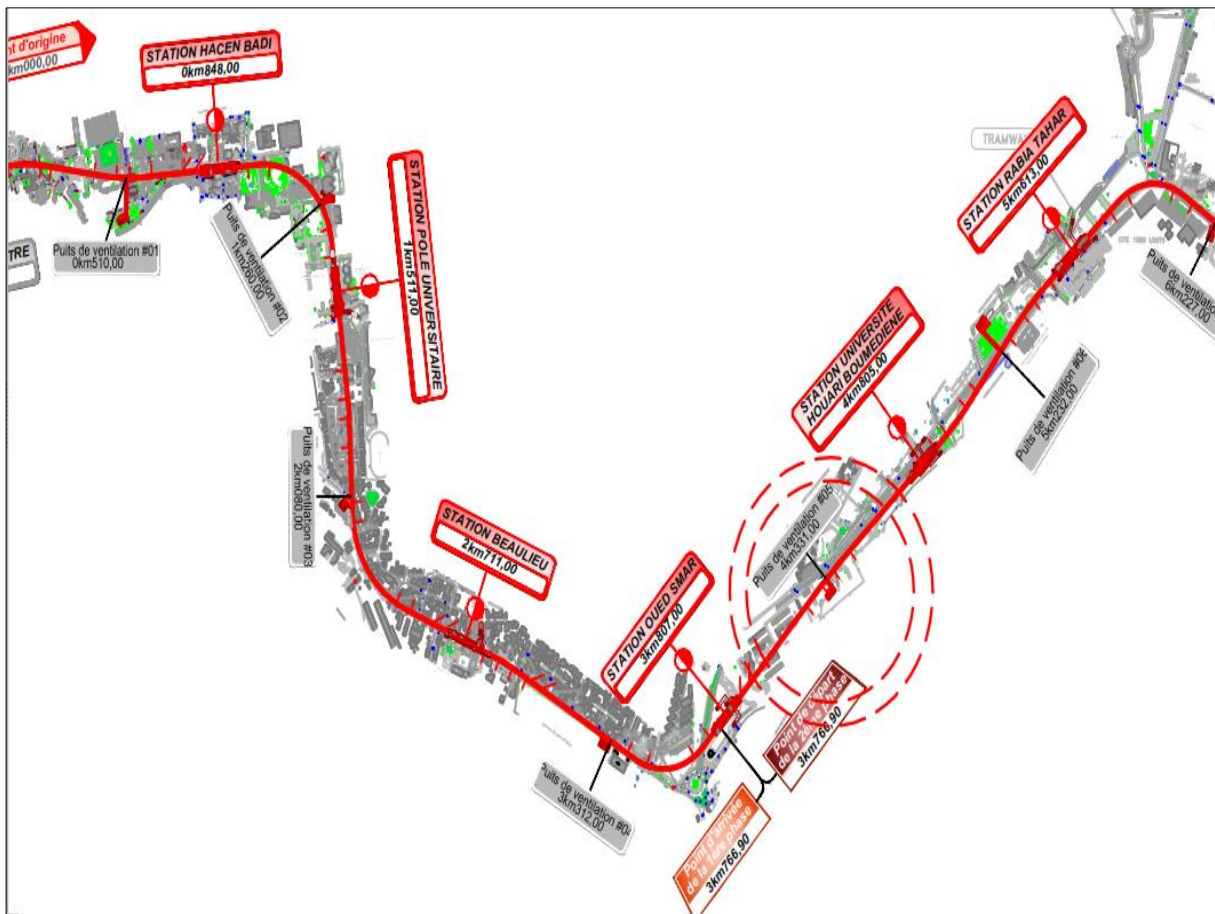 nt d'origine
km000,00
STATION HACEN BADI
0km848,00
TRE
Puits de ventilation #01
0km510,00
Puits de ventilation #02
1km260,00
STATION POLE UNIVERSITAIRE
1km511,00
Puits de ventilation #03
2km080,00
STATION BEAULIEU
2km711,00
Puits de ventilation #04
3km312,00
STATION OUED SMAR
3km807,00
Point d'arrivée
de la 1ére phase
3km766,90
Point de départ
de la 2éme phase
3km766,90
Puits de ventilation #05
4km331,00
STATION UNIVERSITE
HOUARI BOUMEDIENE
4km805,00
Puits de ventilation #06
5km232,00
TRAMWAY
STATION RABIA TAHAR
5km613,00
Puits de ventilation
6km227,00